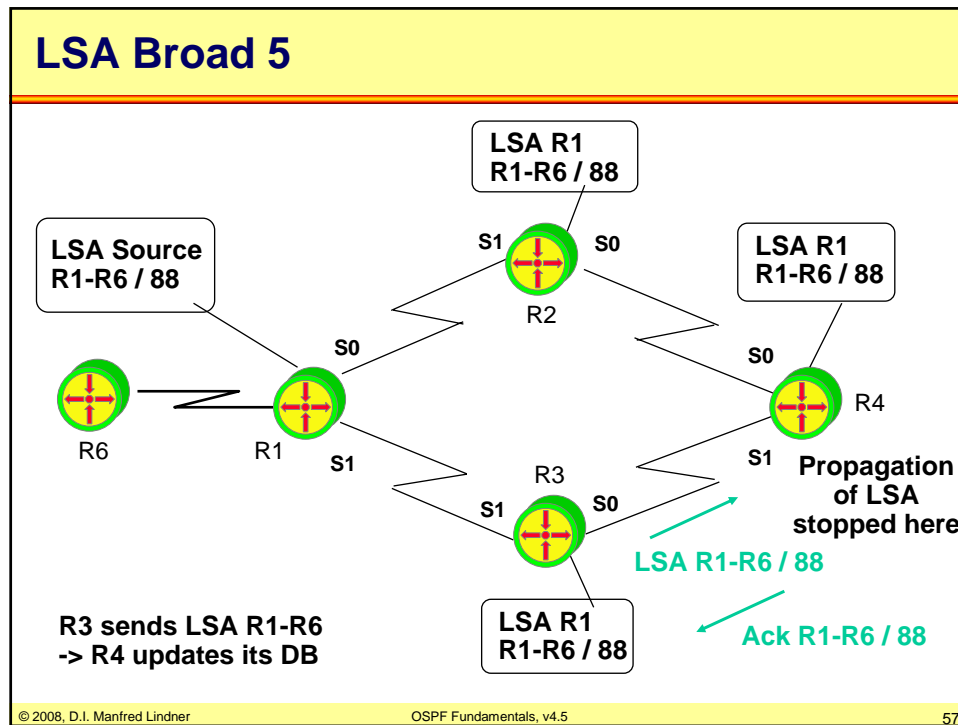 LSA Broad 5
LSA R1
R1-R6 / 88
LSA Source
R1-R6 / 88
S1
S0
LSA R1
R1-R6 / 88
R2
S0
S0
R4
R6
R1
S1
S1
R3
S0
S1
Propagation
of LSA
stopped here
LSA R1-R6 / 88
R3 sends LSA R1-R6
-> R4 updates its DB
LSA R1
R1-R6 / 88
Ack R1-R6 / 88
© 2008, D.I. Manfred Lindner
OSPF Fundamentals, v4.5
57